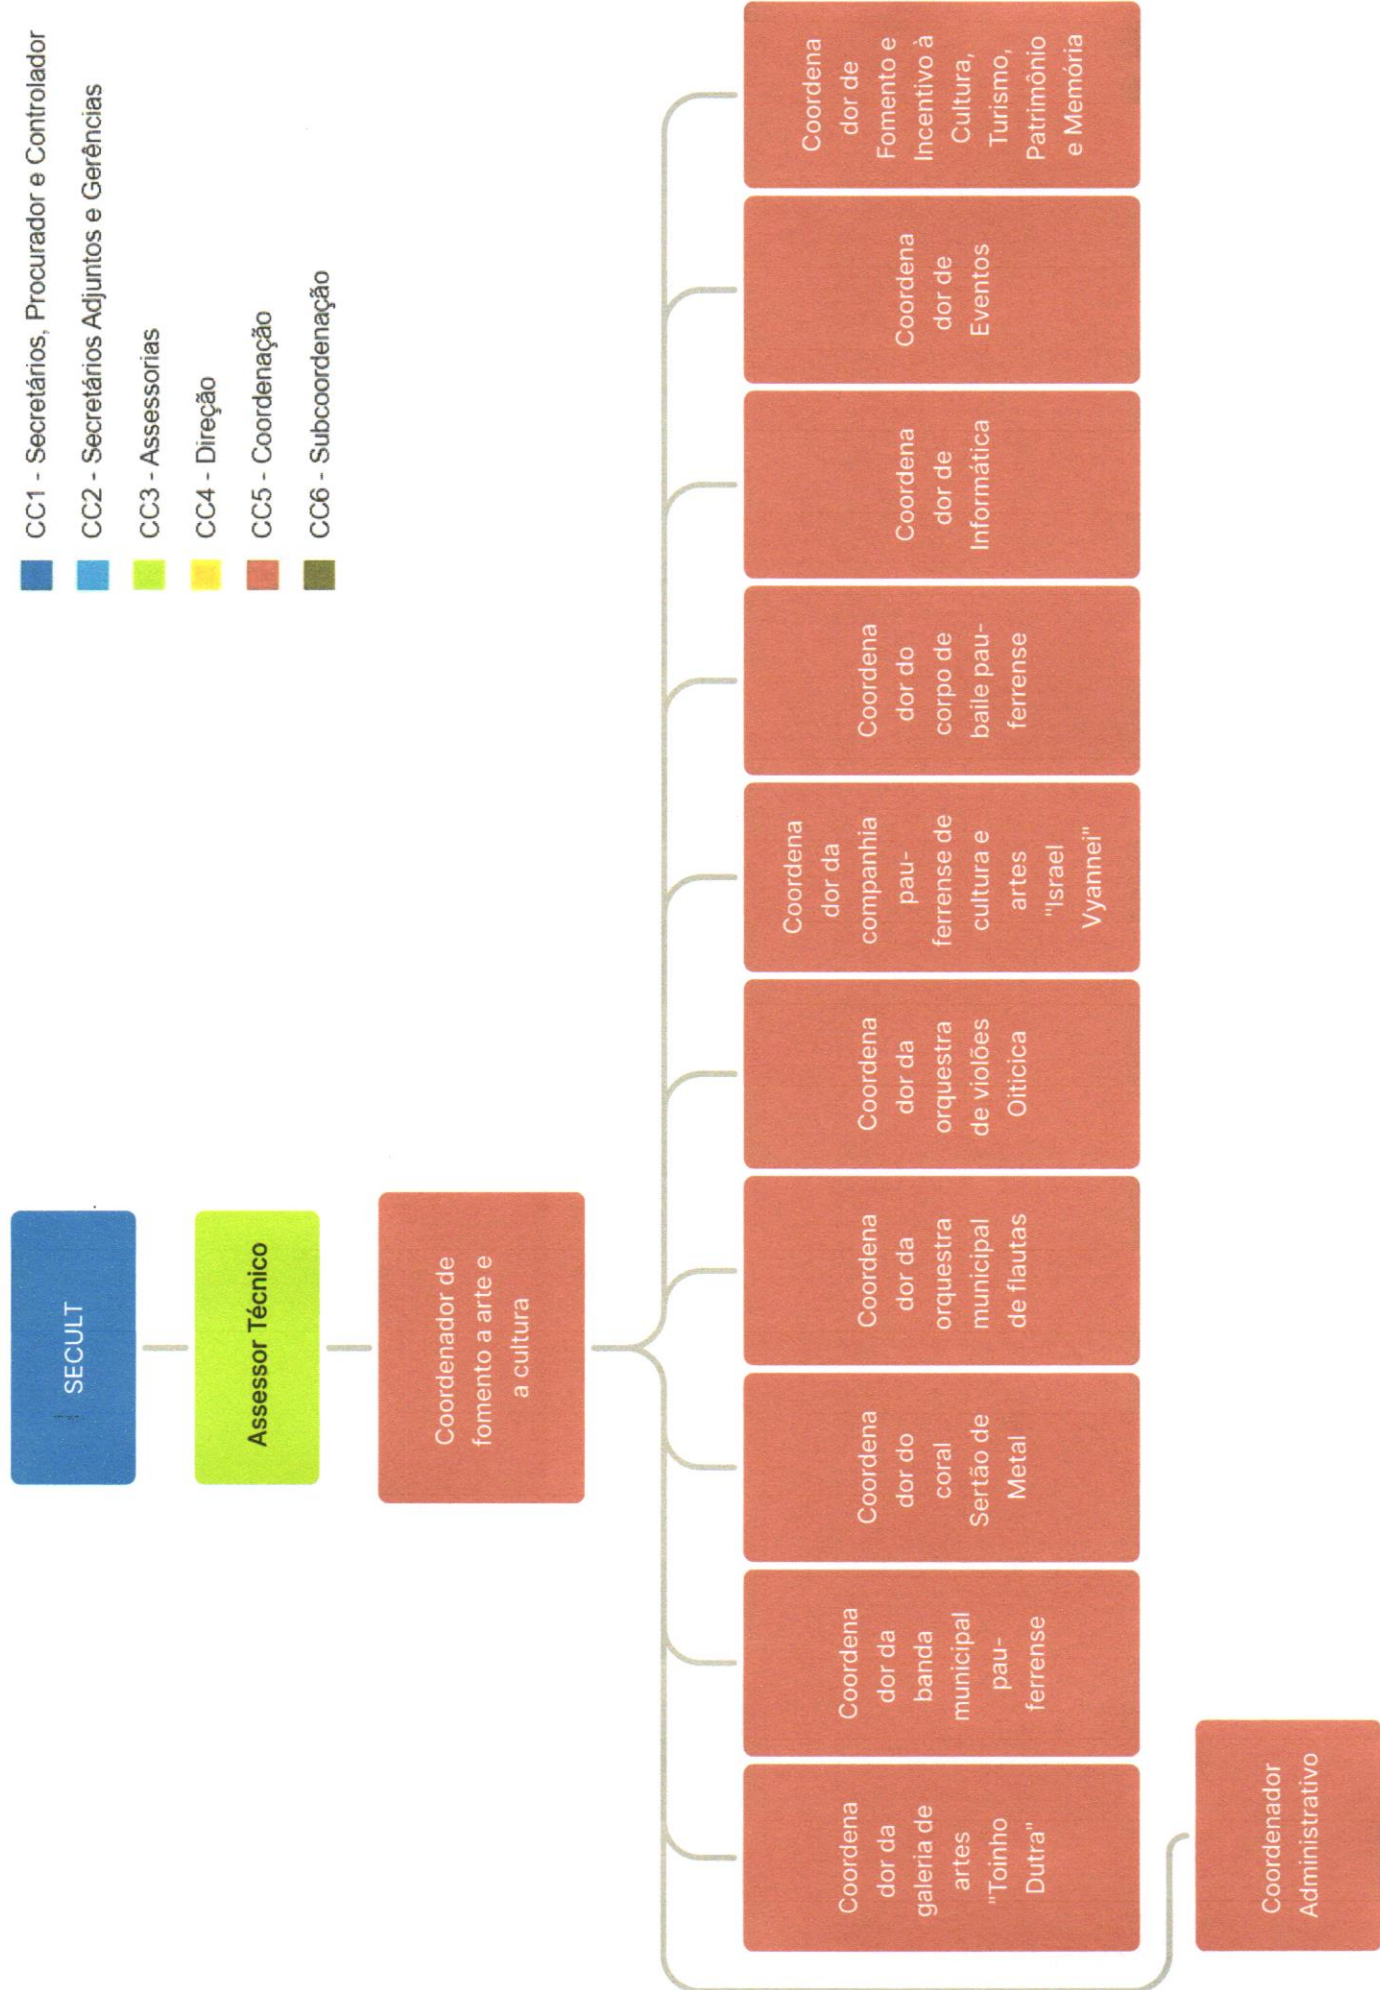 CC1 - Secretários, Procurador e Controlador
CC2 - Secretários Adjuntos e Gerências
CC3 - Assessorias
CC4 - Direção
CC5 - Coordenação
CC6 - Subcoordenação
SECULT
Assessor Técnico
Coordenador de
fomento a arte e
a cultura
Coordena
dor da
galeria de
artes
"Toinho
Dutra"
Coordena
dor da
banda
municipal
pau-
ferrense
Coordena
dor do
coral
Sertão de
Metal
Coordena
dor da
orquestra
municipal
de flautas
Coordena
dor da
orquestra
de violões
Oiticica
Coordena
dor da
companhia
pau-
ferrense de
cultura e
artes
"Israel
Vyannei"
Coordena
dor do
corpo de
baile pau-
ferrense
Coordena
dor de
Informática
Coordena
dor de
Eventos
Coordena
dor de
Fomento e
Incentivo à
Cultura,
Turismo,
Patrimônio
e Memória
Coordenador
Administrativo